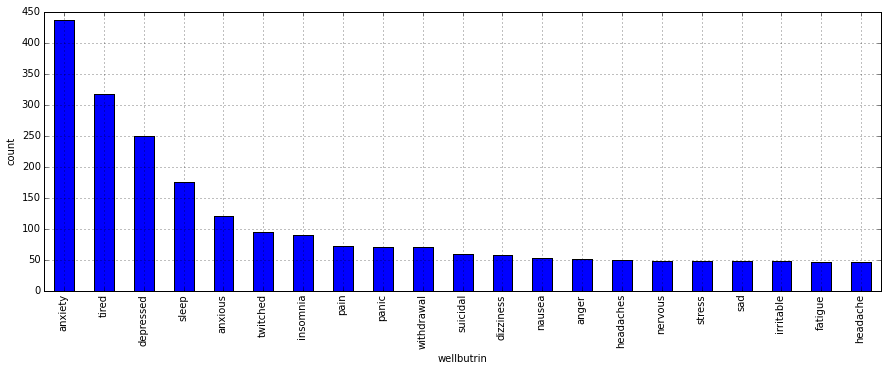 450
400
350
300
250
200
150
100
50
0
count
anxiety
tired
depressed
sleep
anxious
twitched
insomnia
pain
panic
withdrawal
suicidal
dizziness
nausea
anger
headaches
nervous
stress
sad
irritable
fatigue
headache
wellbutrin